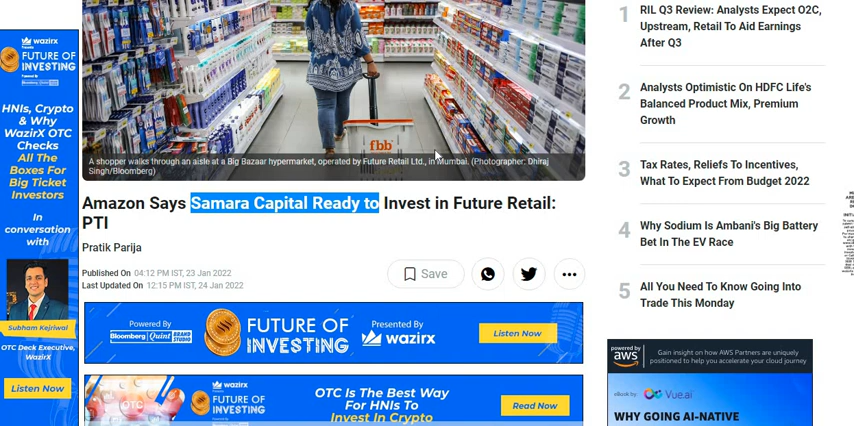 wazirx
Presents
FUTURE OF
INVESTING
HNIs, Crypto
& Why
WazirX OTC
Checks
All The
Boxes For
Big Ticket
Investors
In
conversation
with
Subham Kejriwal
OTC Deck Executive,
WazirX
Listen Now
fbb
A shopper walks through an aisle at a Big Bazaar hypermarket, operated by Future Retail Ltd., in Mumbai. (Photographer: Dhiraj
Singh/Bloomberg)
Amazon Says Samara Capital Ready to Invest in Future Retail:
PTI
Pratik Parija
Published On 04:12 PM IST, 23 Jan 2022
Last Updated On 12:15 PM IST, 24 Jan 2022
Save
Powered By
Bloomberg Quint BRAND STUDIO
FUTURE OF
INVESTING
Presented By
wazirx
Listen Now
OTC
wazirx
FUTURE OF
INVESTING
OTC Is The Best Way
For HNIs To
Invest In Crypto
Read Now
1 RIL Q3 Review: Analysts Expect O2C,
Upstream, Retail To Aid Earnings
After Q3
2 Analysts Optimistic On HDFC Life's
Balanced Product Mix, Premium
Growth
3 Tax Rates, Reliefs To Incentives,
What To Expect From Budget 2022
4 Why Sodium Is Ambani's Big Battery
Bet In The EV Race
5 All You Need To Know Going Into
Trade This Monday
powered by
aws
Gain insight on how AWS Partners are uniquely
positioned to help you accelerate your cloud journey
eBook by: Vue.ai
WHY GOING AI-NATIVE